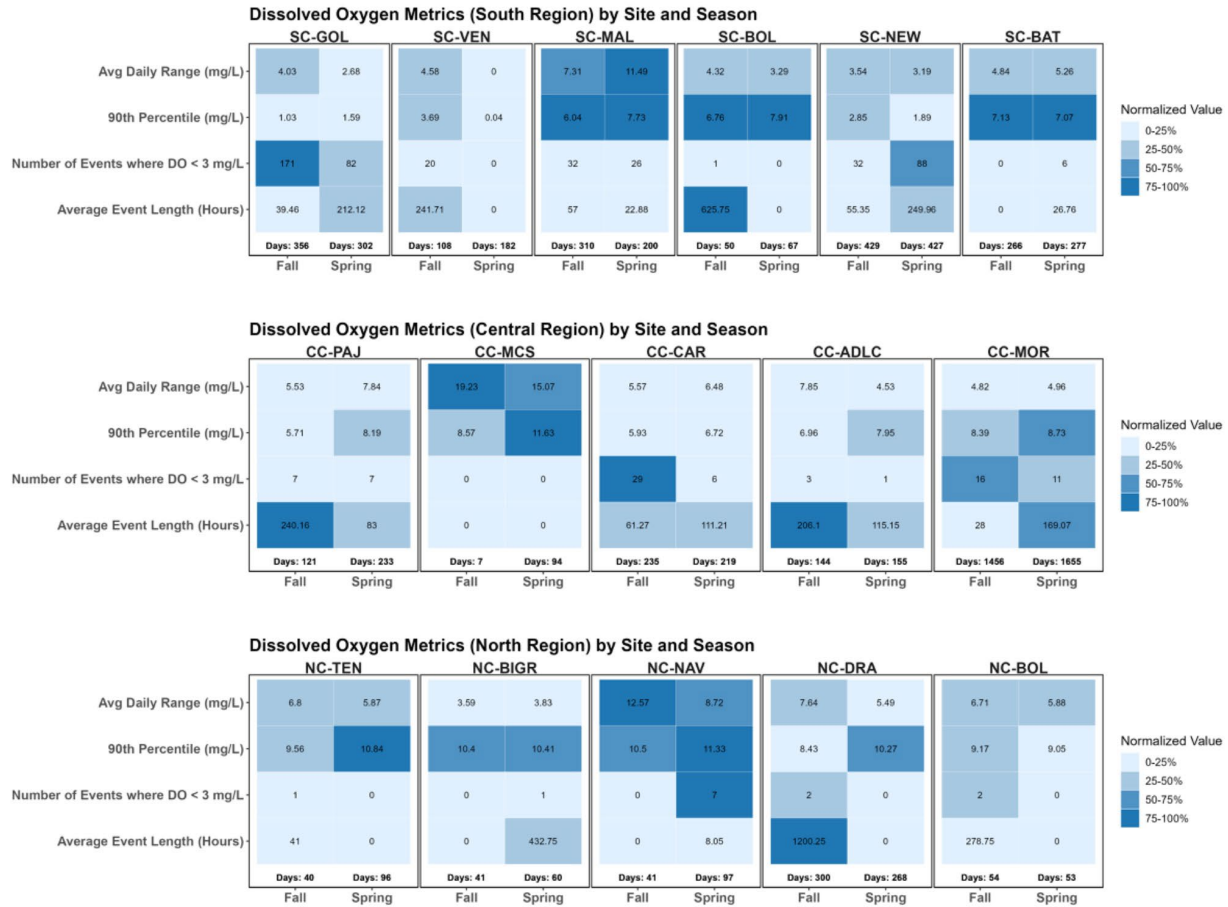 Dissolved Oxygen Metrics (South Region) by Site and Season
SC-GOL SC-VEN SC-MAL SC-BOL SC-NEW SC-BAT
Avg Daily Range (mg/L) 4.03 2.68 4.58 0 7.31 11.49 4.32 3.29 3.54 3.19 4.84 5.26
90th Percentile (mg/L) 1.03 1.59 3.69 0.04 6.04 7.73 6.76 7.91 2.85 1.89 7.13 7.07
Number of Events where DO < 3 mg/L 171 82 20 0 32 26 1 0 32 88 0 6
Average Event Length (Hours) 39.46 212.12 241.71 0 57 22.88 625.75 0 55.35 249.96 0 26.76
Days: 356 Days: 302 Days: 108 Days: 182 Days: 310 Days: 200 Days: 50 Days: 67 Days: 429 Days: 427 Days: 266 Days: 277
Fall Spring Fall Spring Fall Spring Fall Spring Fall Spring Fall Spring
Normalized Value
0-25%
25-50%
50-75%
75-100%
Dissolved Oxygen Metrics (Central Region) by Site and Season
CC-PAJ CC-MCS CC-CAR CC-ADLC CC-MOR
Avg Daily Range (mg/L) 5.53 7.84 19.23 15.07 5.57 6.48 7.85 4.53 4.82 4.96
90th Percentile (mg/L) 5.71 8.19 8.57 11.63 5.93 6.72 6.96 7.95 8.39 8.73
Number of Events where DO < 3 mg/L 7 7 0 0 29 6 3 1 16 11
Average Event Length (Hours) 240.16 83 0 0 61.27 111.21 206.1 115.15 28 169.07
Days: 121 Days: 233 Days: 7 Days: 94 Days: 235 Days: 219 Days: 144 Days: 155 Days: 1456 Days: 1655
Fall Spring Fall Spring Fall Spring Fall Spring Fall Spring
Normalized Value
0-25%
25-50%
50-75%
75-100%
Dissolved Oxygen Metrics (North Region) by Site and Season
NC-TEN NC-BIGR NC-NAV NC-DRA NC-BOL
Avg Daily Range (mg/L) 6.8 5.87 3.59 3.83 12.57 8.72 7.64 5.49 6.71 5.88
90th Percentile (mg/L) 9.56 10.84 10.4 10.41 10.5 11.33 8.43 10.27 9.17 9.05
Number of Events where DO < 3 mg/L 1 0 0 1 0 7 2 0 2 0
Average Event Length (Hours) 41 0 0 432.75 0 8.05 1200.25 0 278.75 0
Days: 40 Days: 96 Days: 41 Days: 60 Days: 41 Days: 97 Days: 300 Days: 268 Days: 54 Days: 53
Fall Spring Fall Spring Fall Spring Fall Spring Fall Spring
Normalized Value
0-25%
25-50%
50-75%
75-100%